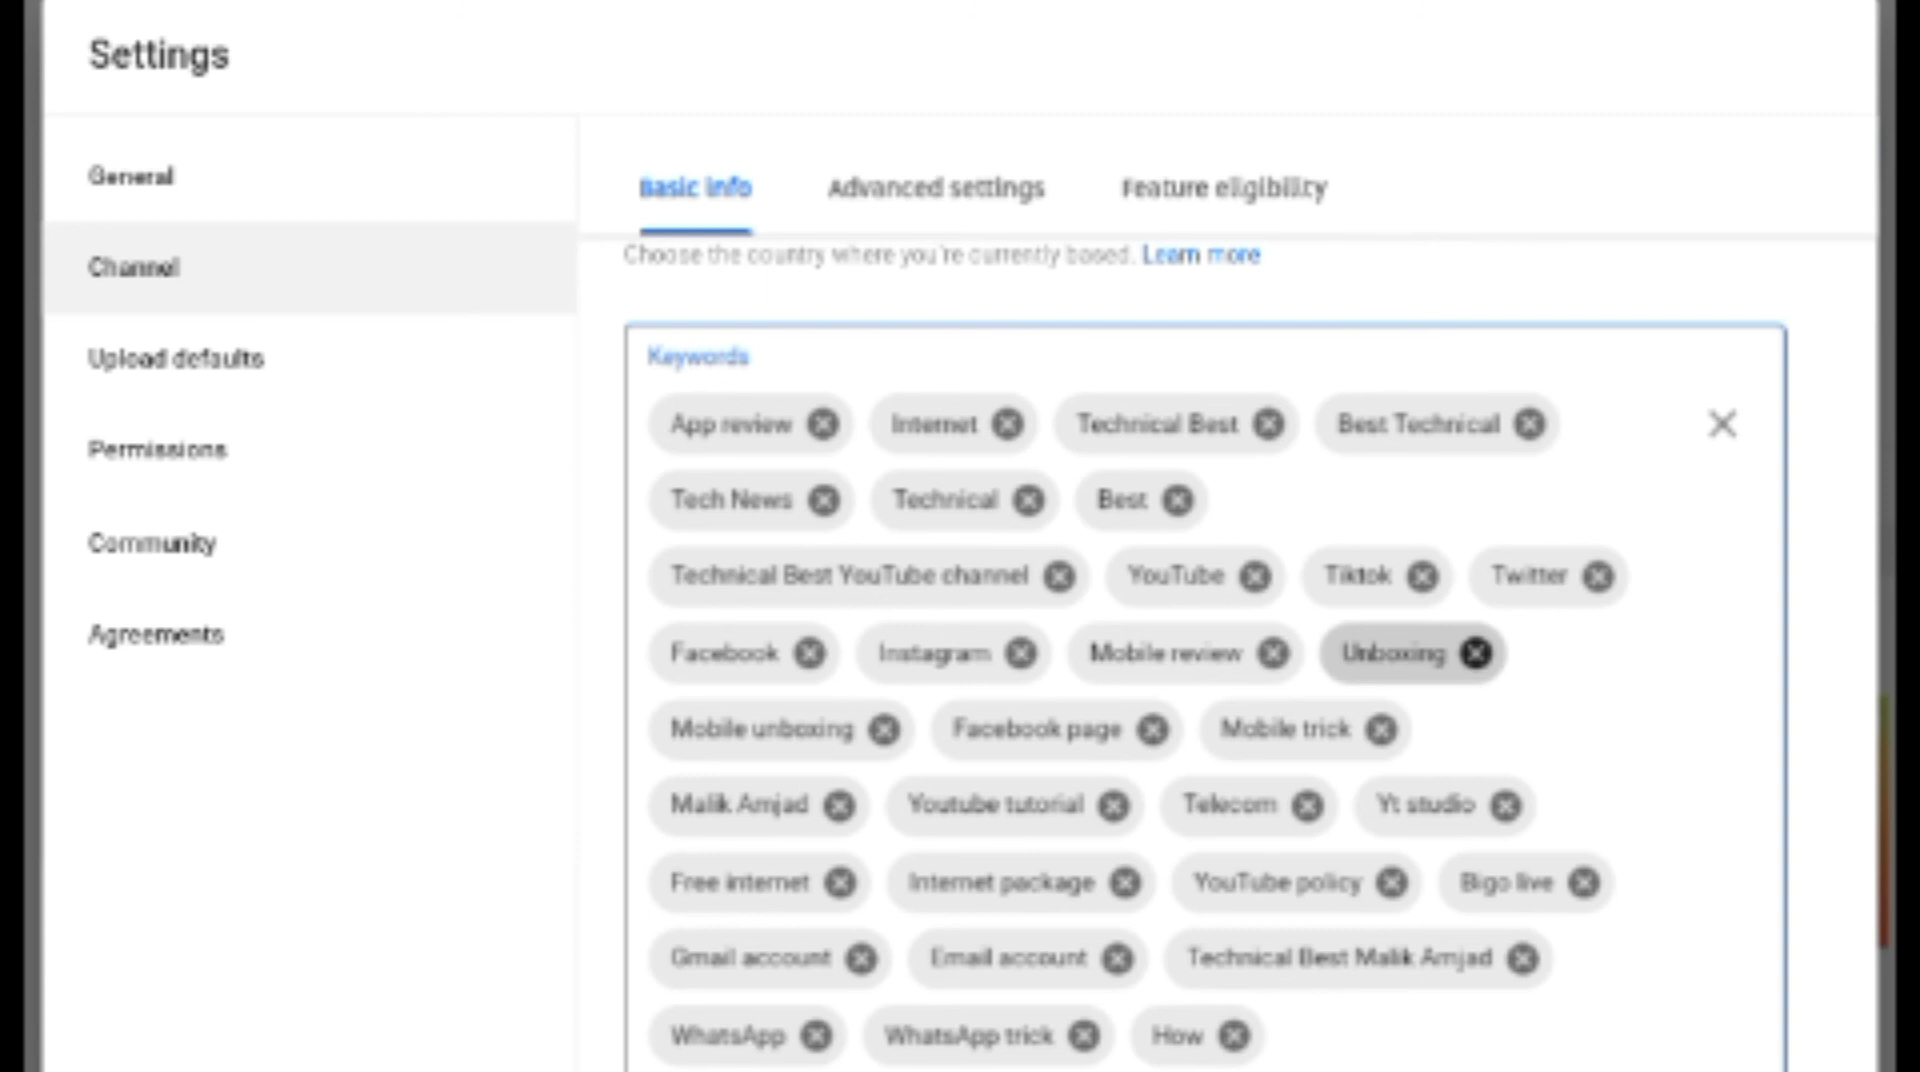 Settings
General
Channel
Upload defaults
Permissions
Community
Agreements
Basic info Advanced settings Feature eligibility
Choose the country where you're currently based. Learn more
Keywords
App review Internet Technical Best Best Technical
Tech News Technical Best
Technical Best YouTube channel YouTube Tiktok Twitter
Facebook Instagram Mobile review Unboxing
Mobile unboxing Facebook page Mobile trick
Malik Amjad Youtube tutorial Telecom Yt studio
Free internet Internet package YouTube policy Bigo live
Gmail account Email account Technical Best Malik Amjad
WhatsApp WhatsApp trick How